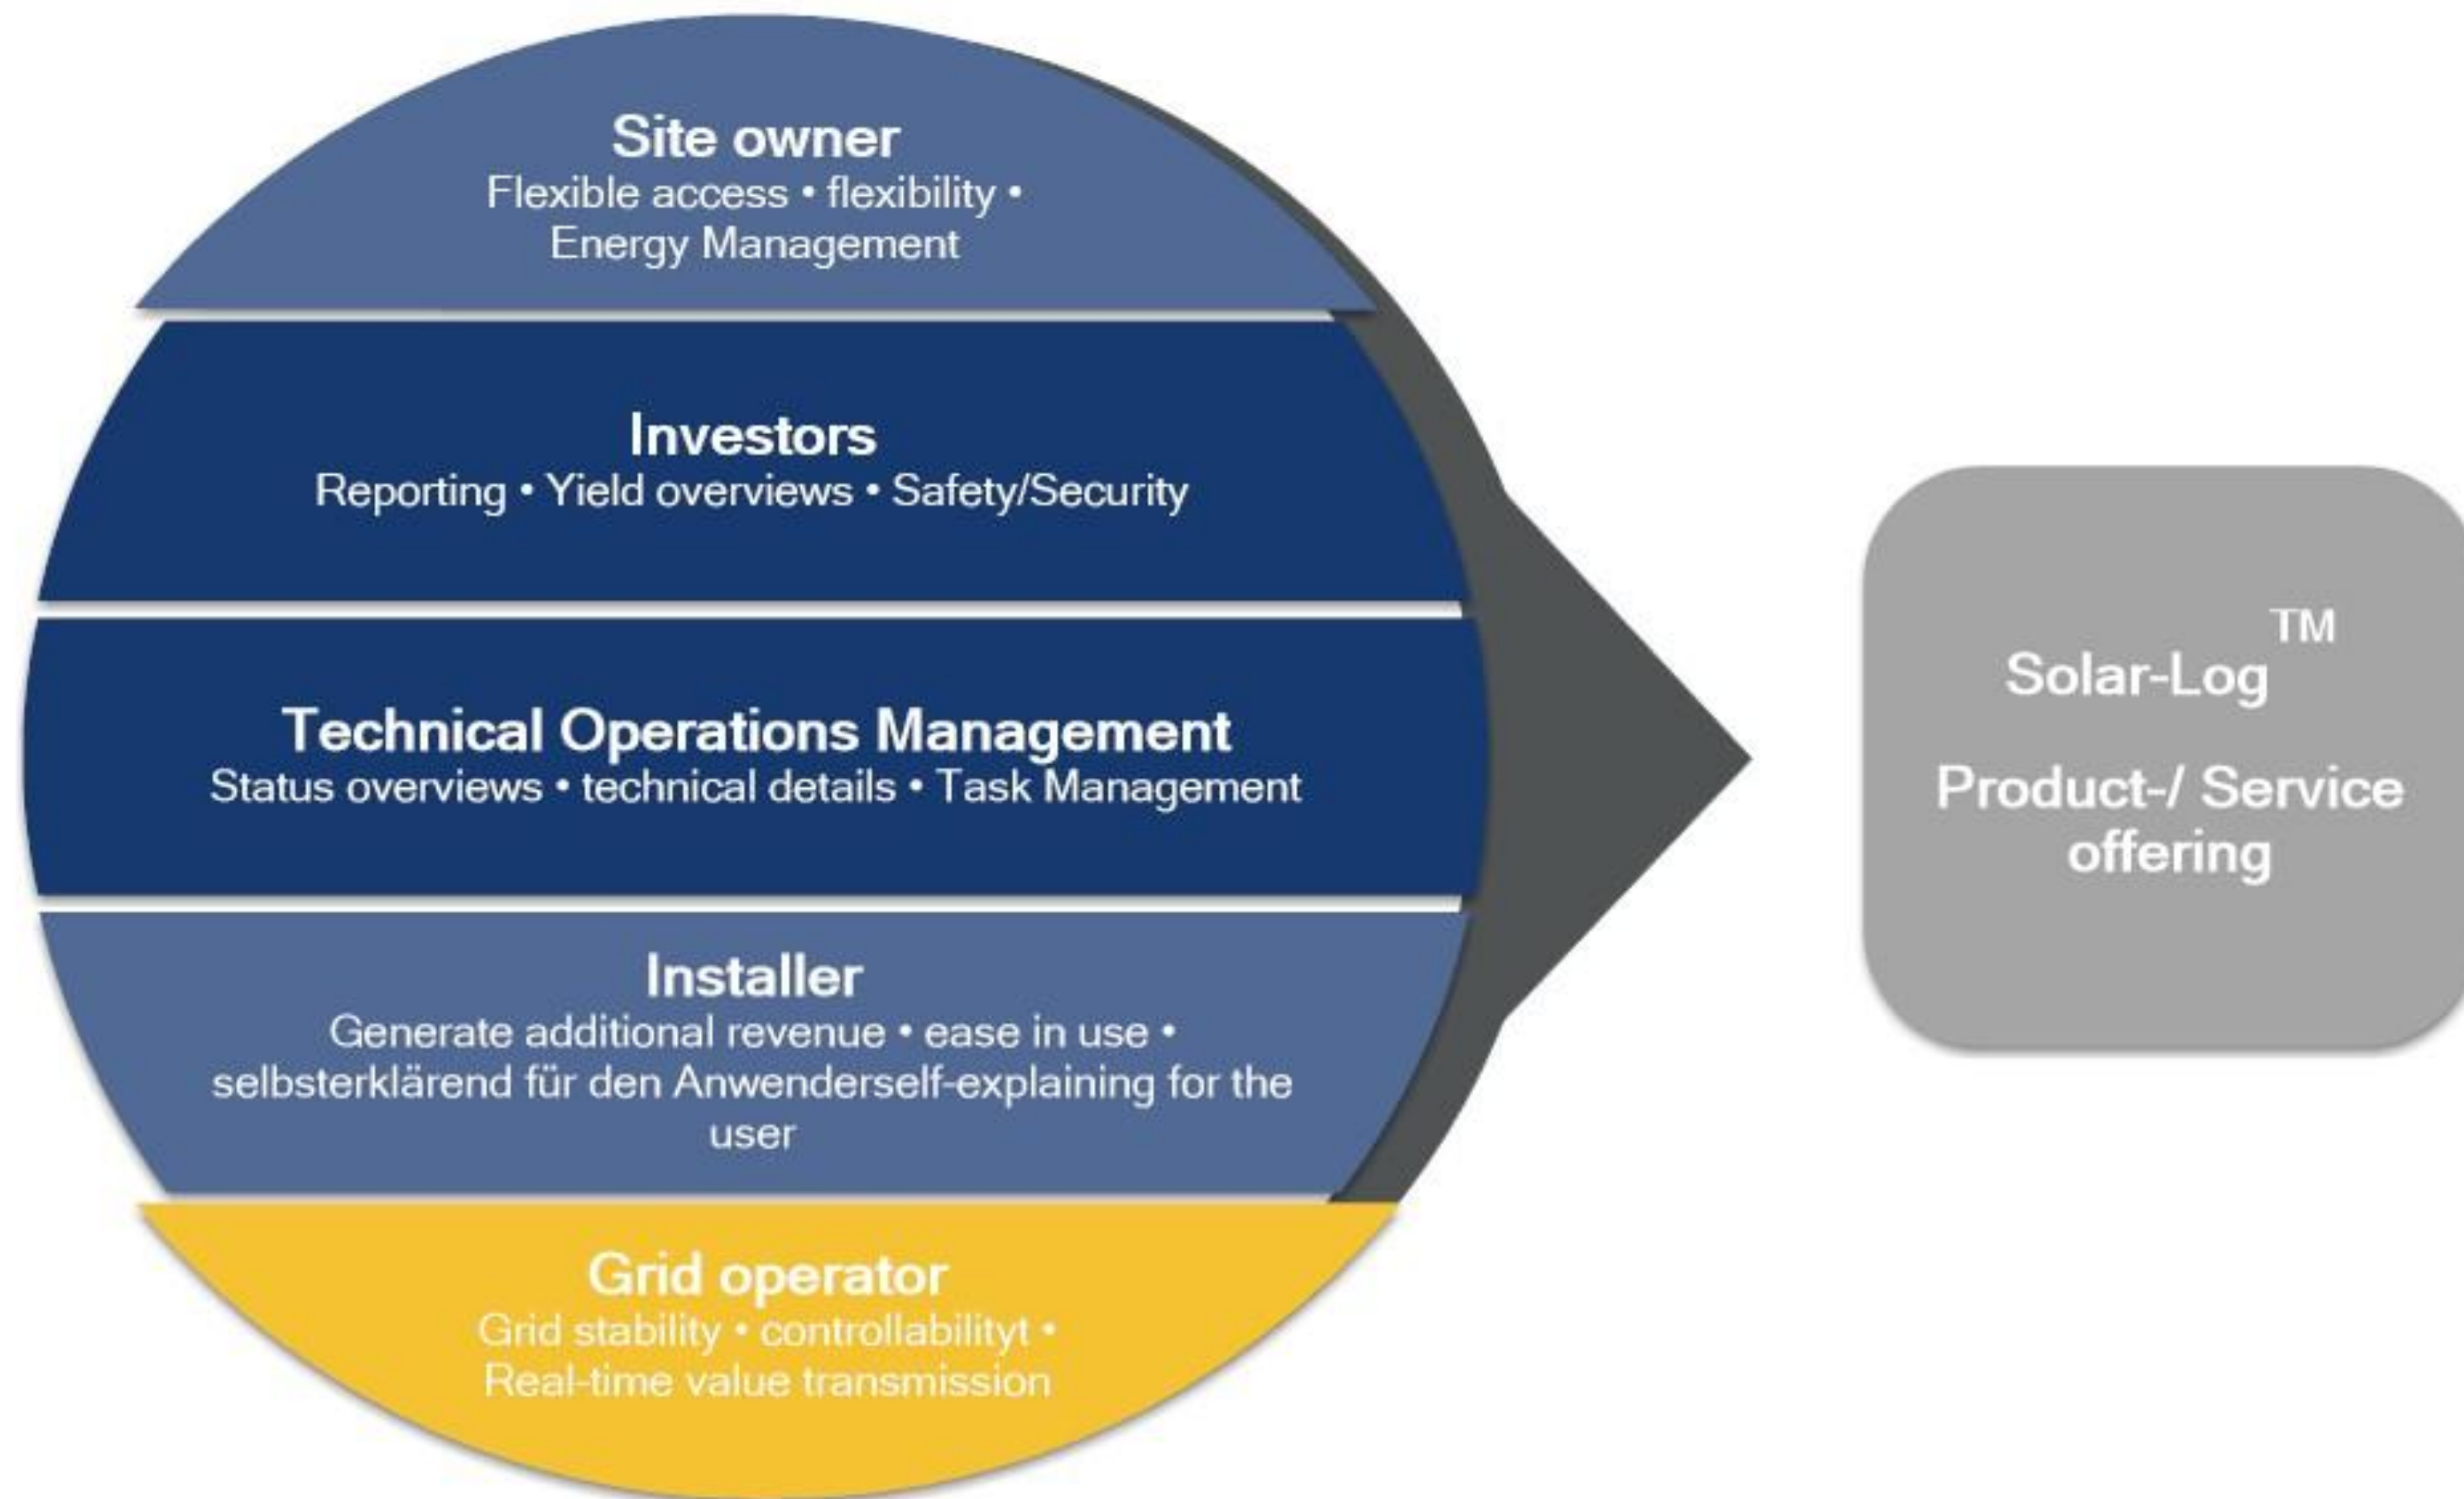 Site owner
Flexible access • flexibility •
Energy Management
Investors
Reporting • Yield overviews • Safety/Security
Technical Operations Management
Status overviews • technical details • Task Management
Installer
Generate additional revenue • ease in use •
selbsterklärend für den Anwenderself-explaining for the
user
Grid operator
Grid stability • controllabilityt •
Real-time value transmission
Solar-Log™
Product-/ Service
offering